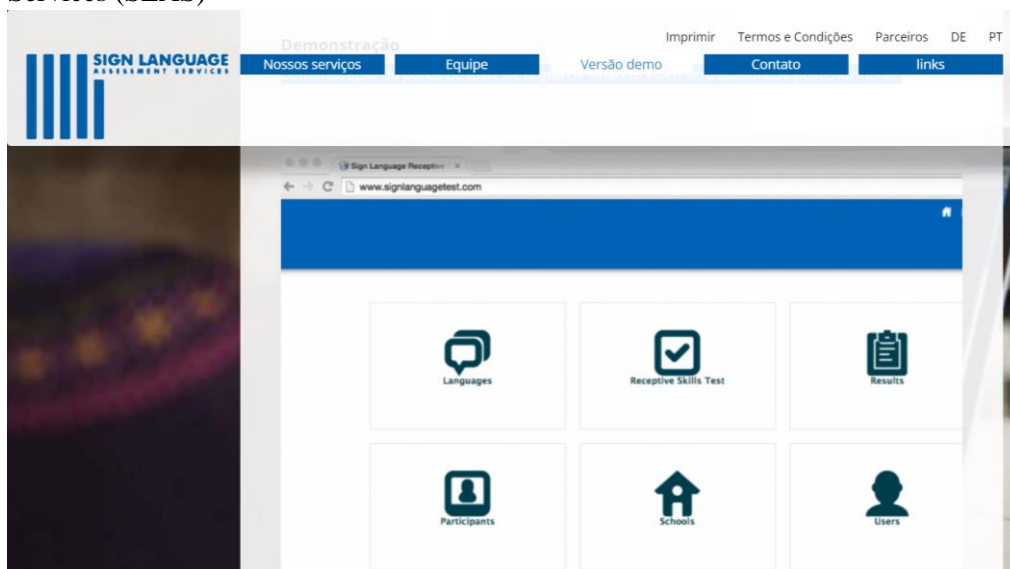 Services (SLAS)
Demonstração
Imprimir Termos e Condições Parceiros DE PT
SIGN LANGUAGE
ASSESSMENT SERVICES
Nossos serviços Equipe Versão demo Contato links
Sign Language Receptive
www.signlanguagetest.com
Languages Receptive Skills Test Results
Participants Schools Users